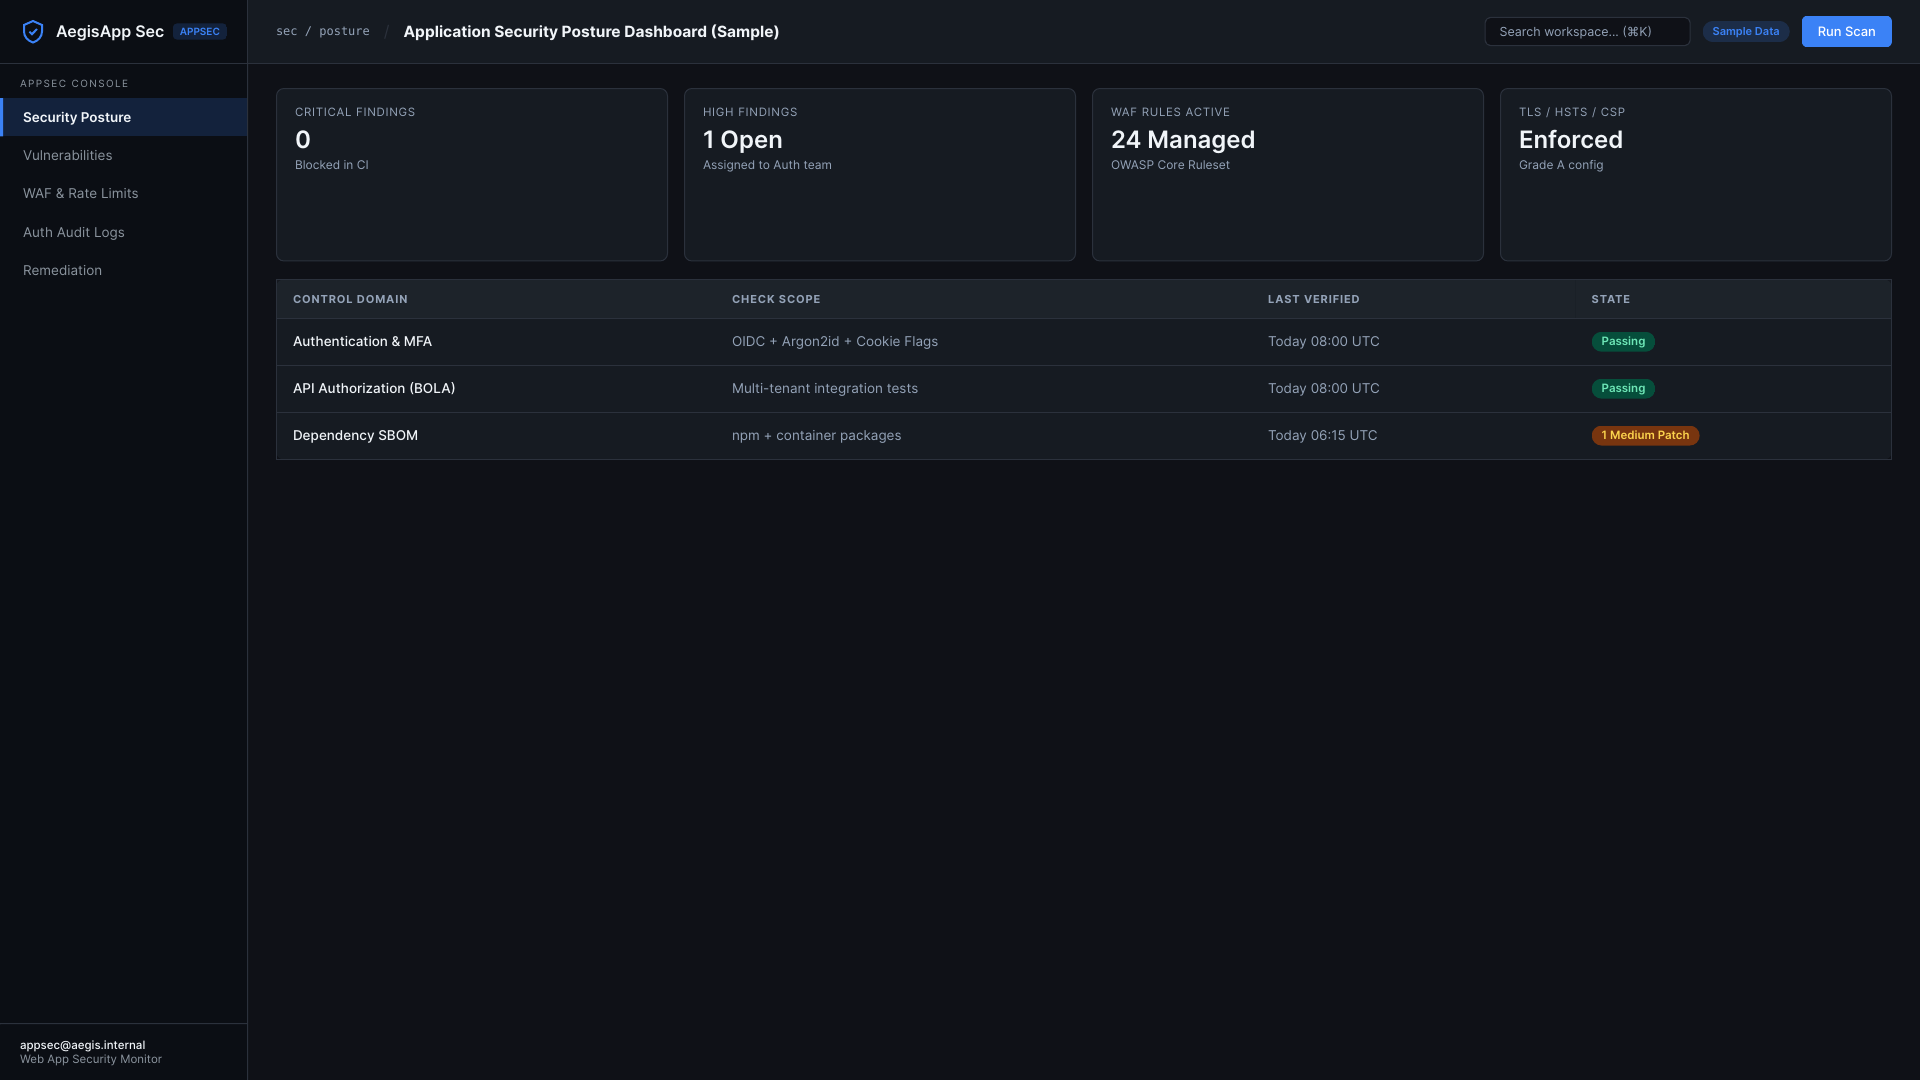 AegisApp Sec APPSEC
sec / posture / Application Security Posture Dashboard (Sample)
Search workspace... (⌘K)
Sample Data
Run Scan
APPSEC CONSOLE
Security Posture
Vulnerabilities
WAF & Rate Limits
Auth Audit Logs
Remediation
CRITICAL FINDINGS
0
Blocked in CI
HIGH FINDINGS
1 Open
Assigned to Auth team
WAF RULES ACTIVE
24 Managed
OWASP Core Ruleset
TLS / HSTS / CSP
Enforced
Grade A config
CONTROL DOMAIN CHECK SCOPE LAST VERIFIED STATE
Authentication & MFA OIDC + Argon2id + Cookie Flags Today 08:00 UTC Passing
API Authorization (BOLA) Multi-tenant integration tests Today 08:00 UTC Passing
Dependency SBOM npm + container packages Today 06:15 UTC 1 Medium Patch
appsec@aegis.internal
Web App Security Monitor